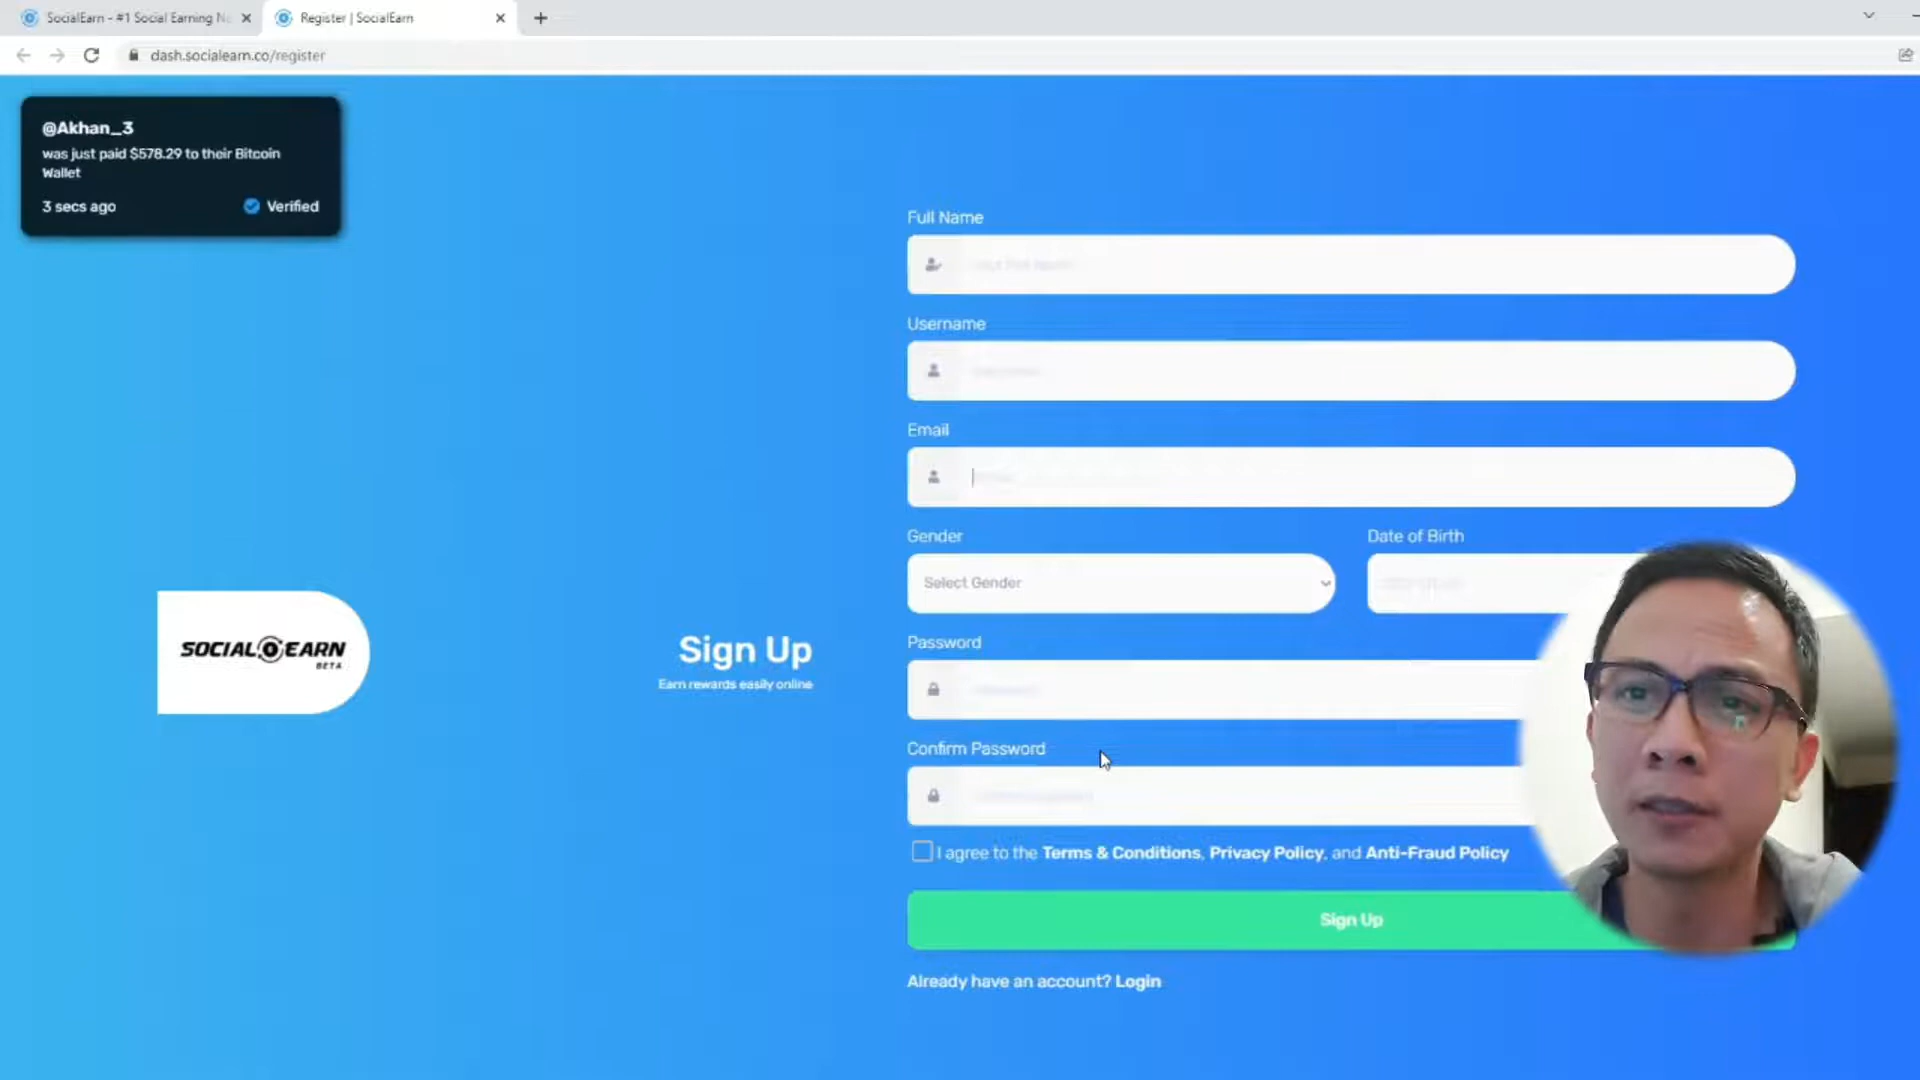 SocialEarn - #1 Social Earning N
Register | SocialEarn
dash.socialearn.co/register
@Akhan_3
was just paid $578.29 to their Bitcoin
Wallet
3 secs ago
Verified
Full Name
Username
Email
Gender
Date of Birth
Select Gender
Password
SOCIAL EARN
BETA
Sign Up
Earn rewards easily online
Confirm Password
I agree to the Terms & Conditions, Privacy Policy, and Anti-Fraud Policy
Sign Up
Already have an account? Login